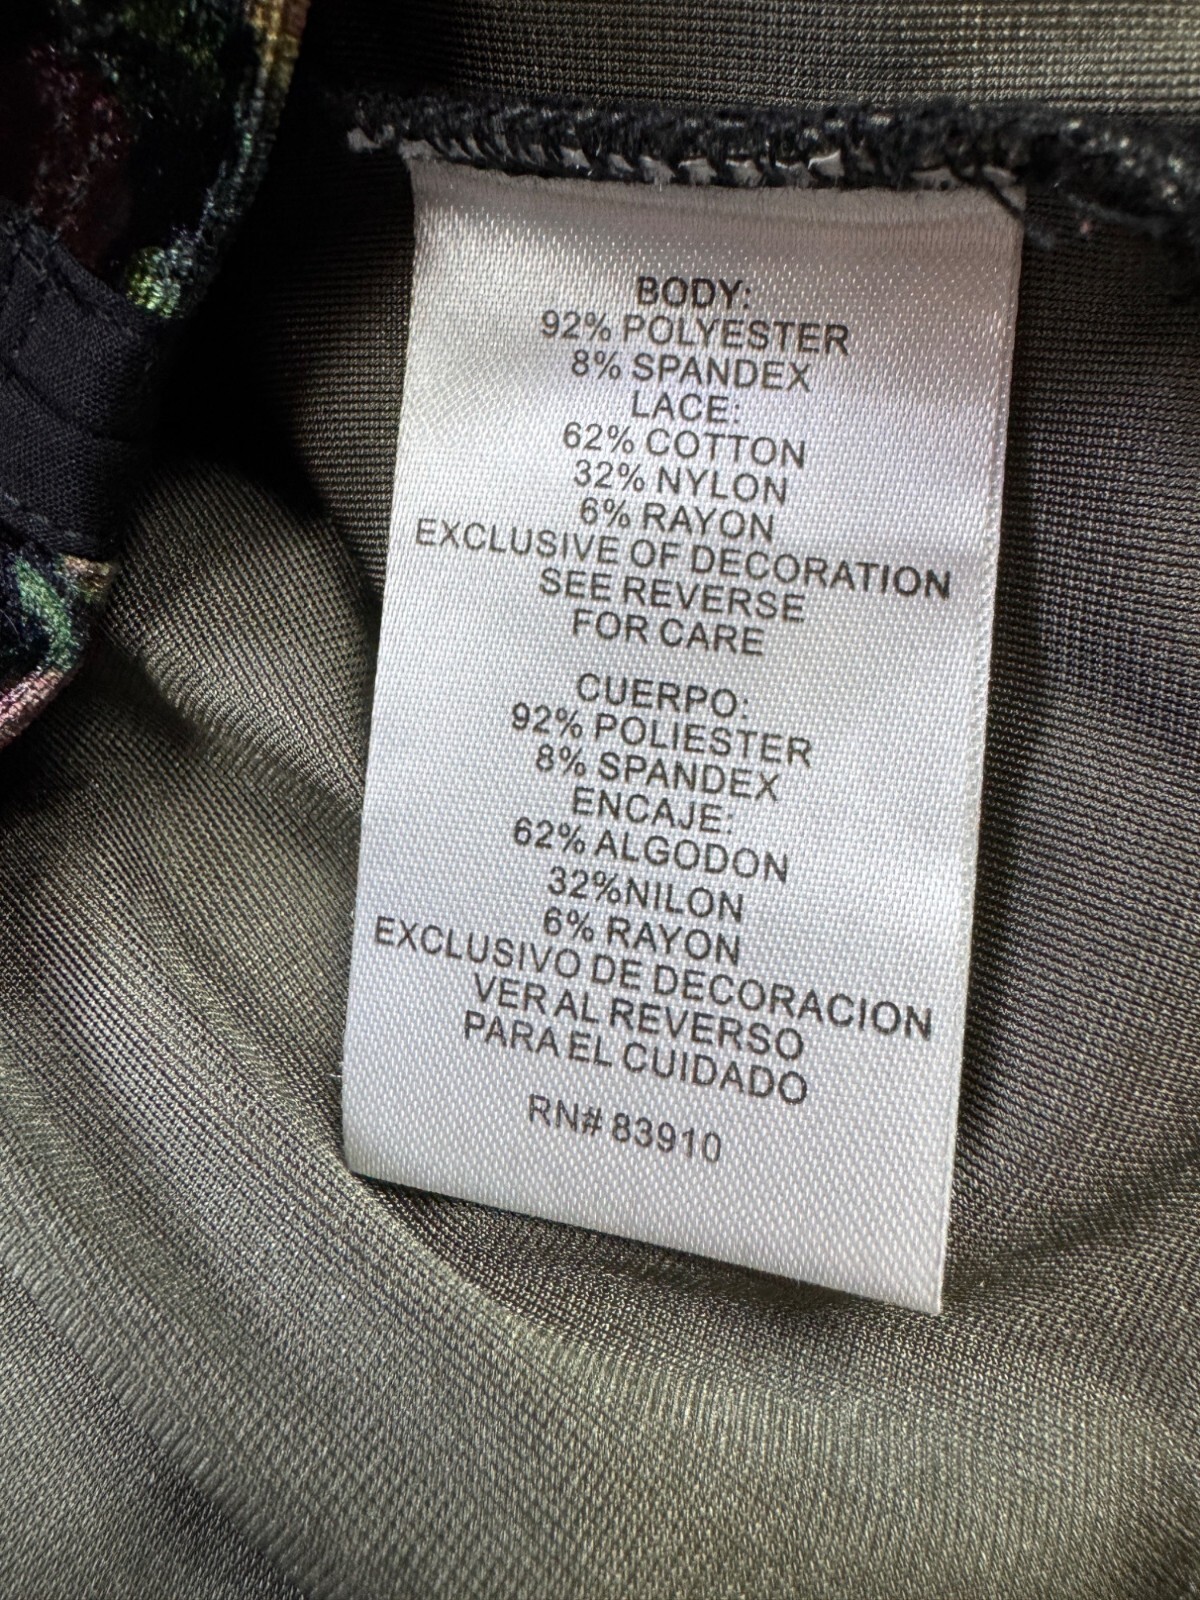 BODY:
92% POLYESTER
8% SPANDEX
LACE:
62% COTTON
32% NYLON
6% RAYON
EXCLUSIVE OF DECORATION
SEE REVERSE
FOR CARE
CUERPO:
92% POLIESTER
8% SPANDEX
ENCAJE:
62% ALGODON
32%NILON
6% RAYON
EXCLUSIVO DE DECORACION
VER AL REVERSO
PARA EL CUIDADO
RN# 83910